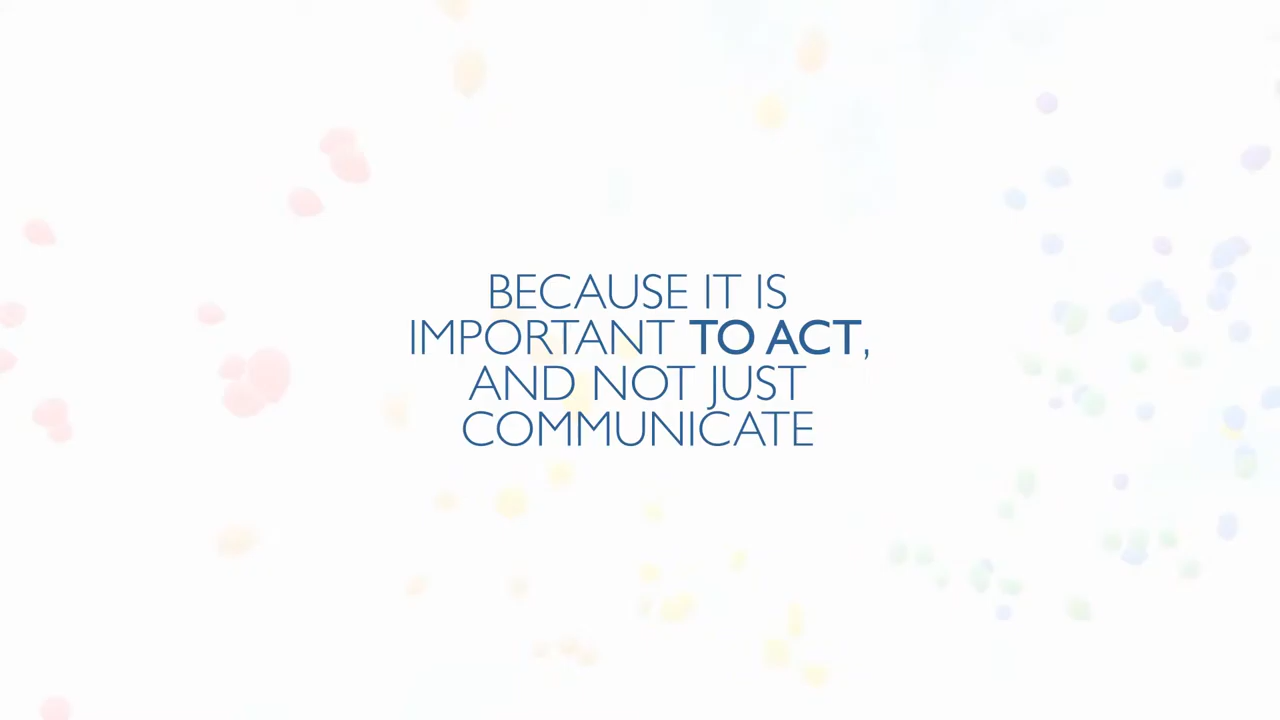 BECAUSE IT IS
IMPORTANT TO ACT,
AND NOT JUST
COMMUNICATE